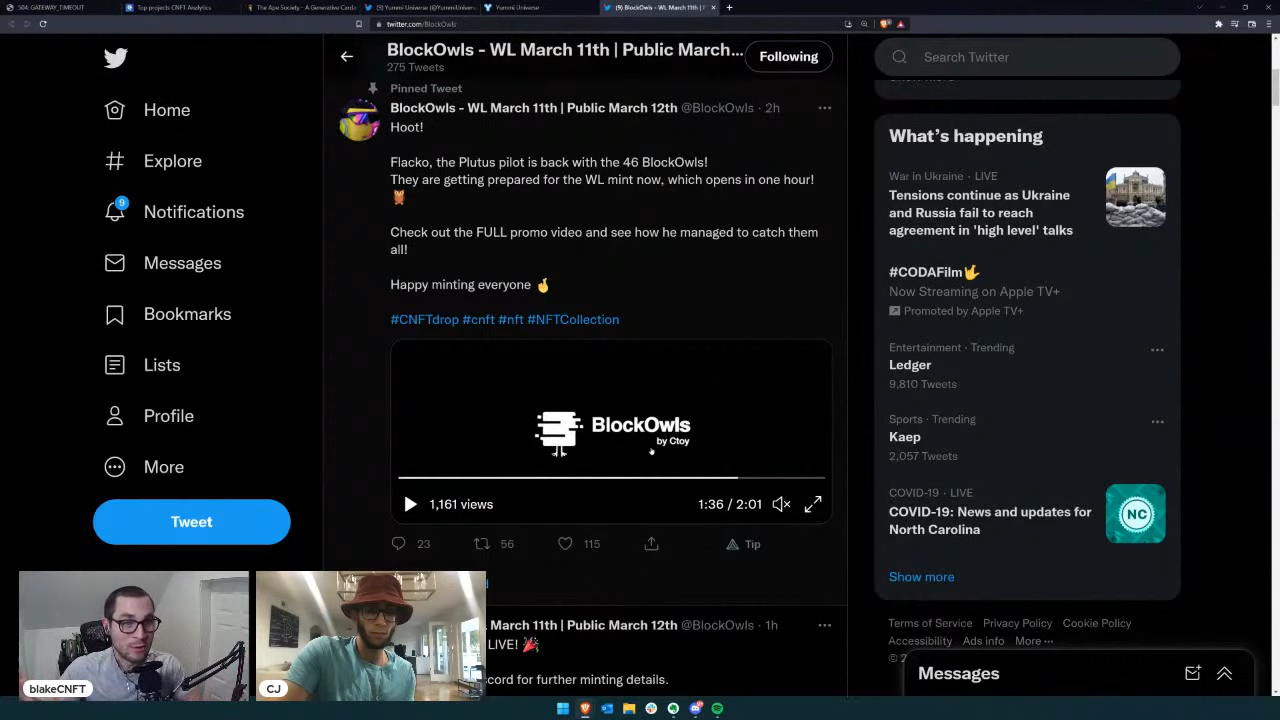 504: GATEWAY_TIMEOUT
Top projects CNFT Analytics
The Ape Society - A Generative Carda
(9) Yummi Universe (@YummiUnivers
Yummi Universe
(9) BlockOwls - WL March 11th | P
twitter.com/BlockOwls
Home
Explore
9
Notifications
Messages
Bookmarks
Lists
Profile
More
Tweet
BlockOwls - WL March 11th | Public March...
275 Tweets
Following
Pinned Tweet
BlockOwls - WL March 11th | Public March 12th @BlockOwls · 2h
Hoot!
Flacko, the Plutus pilot is back with the 46 BlockOwls!
They are getting prepared for the WL mint now, which opens in one hour!
Check out the FULL promo video and see how he managed to catch them
all!
Happy minting everyone
#CNFTdrop #cnft #nft #NFTCollection
BlockOwls
by Ctoy
1,161 views
1:36 / 2:01
23
56
115
Tip
March 11th | Public March 12th @BlockOwls · 1h
LIVE!
cord for further minting details.
Search Twitter
What's happening
War in Ukraine · LIVE
Tensions continue as Ukraine
and Russia fail to reach
agreement in 'high level' talks
#CODAFilm
Now Streaming on Apple TV+
Promoted by Apple TV+
Entertainment · Trending
Ledger
9,810 Tweets
Sports · Trending
Kaep
2,057 Tweets
COVID-19 · LIVE
COVID-19: News and updates for
North Carolina
NC
Show more
Terms of Service Privacy Policy Cookie Policy
Accessibility Ads info More ···
Messages
blakeCNFT
CJ